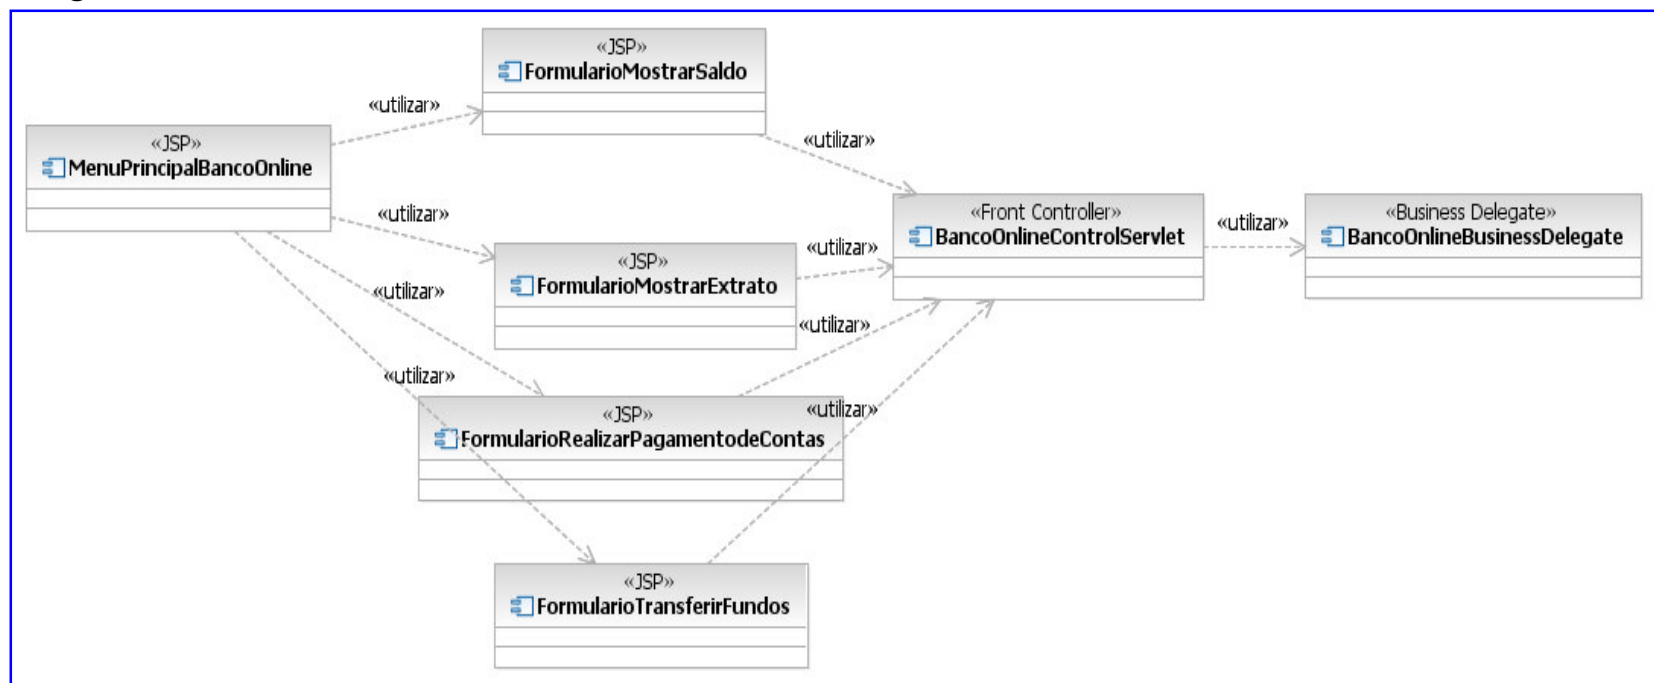 «JSP»
FormularioMostrarSaldo
«utilizar»
«JSP»
MenuPrincipalBancoOnline
«utilizar»
«utilizar»
«JSP»
FormularioMostrarExtrato
«utilizar»
«Front Controller»
BancoOnlineControlServlet
«utilizar»
«Business Delegate»
BancoOnlineBusinessDelegate
«utilizar»
«utilizar»
«utilizar»
«JSP»
FormularioRealizarPagamentodeContas
«utilizar»
«JSP»
FormularioTransferirFundos